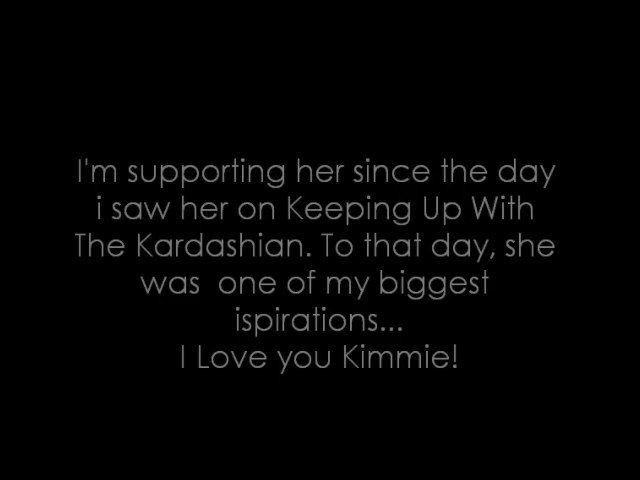 I'm supporting her since the day
i saw her on Keeping Up With
The Kardashian. To that day, she
was  one of my biggest
ispirations...
I Love you Kimmie!